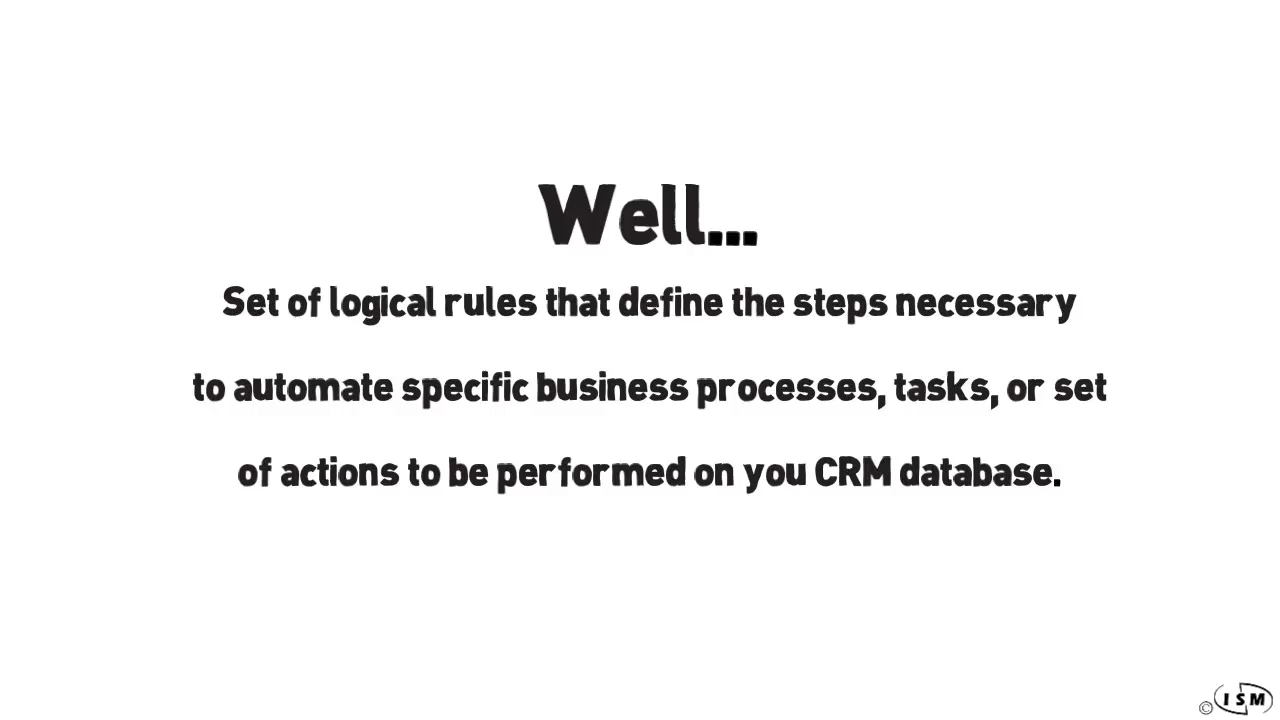 Well...
Set of logical rules that define the steps necessary
to automate specific business processes, tasks, or set
of actions to be performed on you CRM database.
© ISM